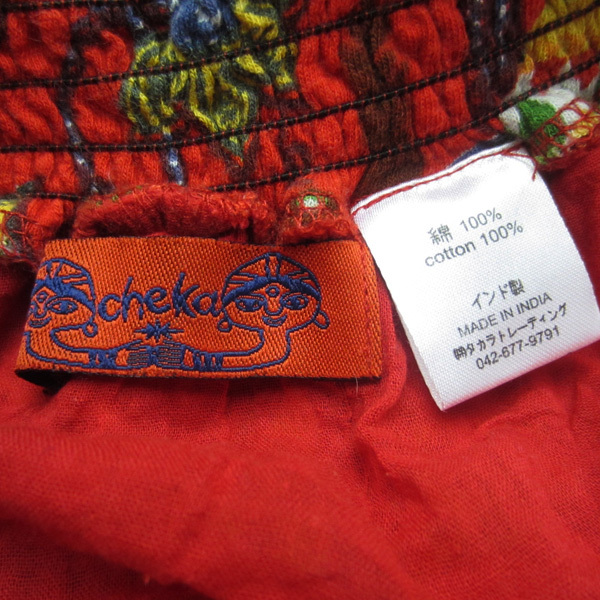 cheka
綿 100%
cotton 100%
インド製
MADE IN INDIA
㈲タカラトレーディング
042-677-9791